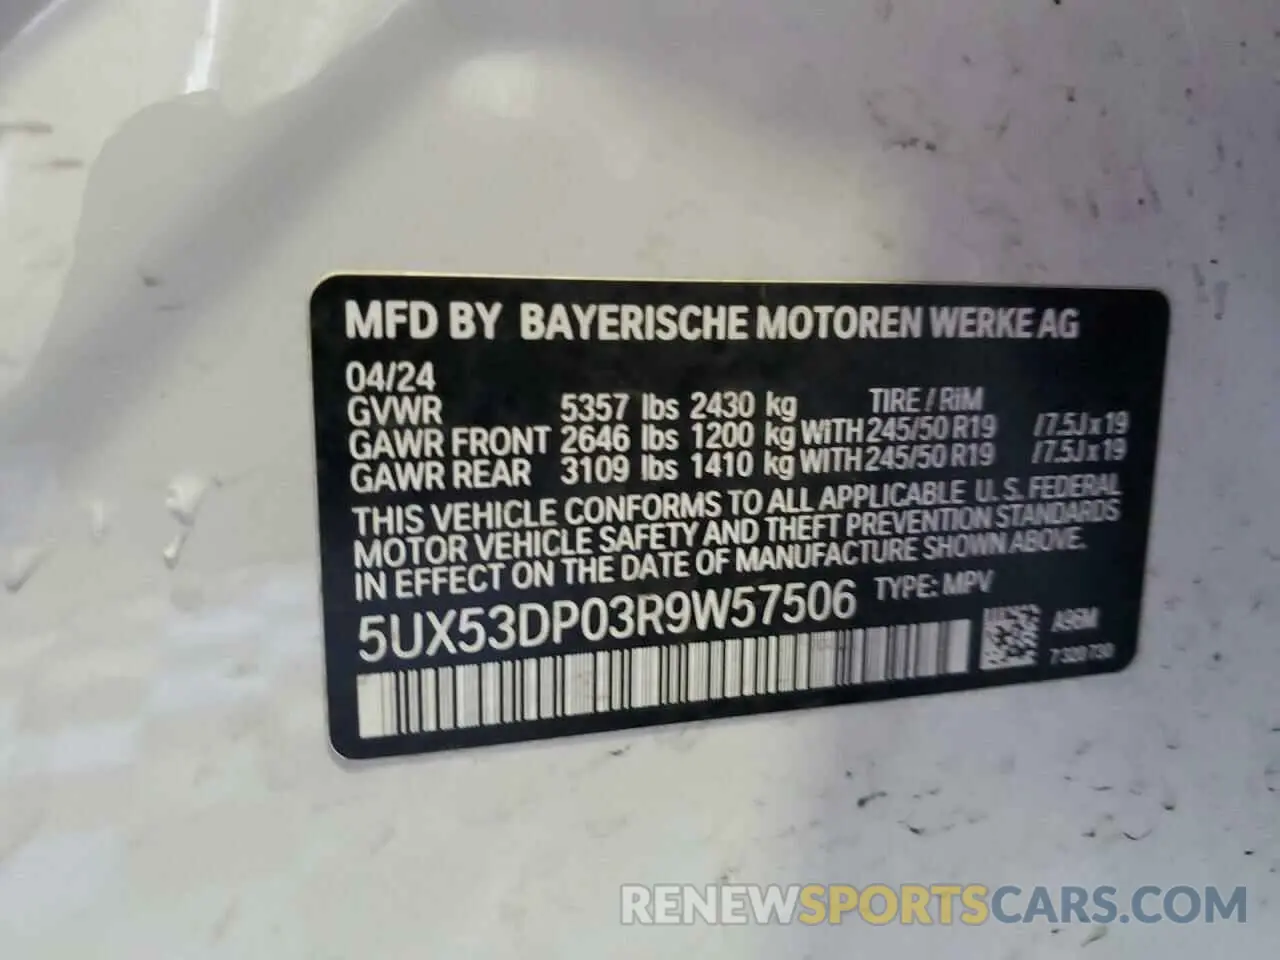 MFD BY BAYERISCHE MOTOREN WERKE AG
04/24
GVWR 5357 lbs 2430 kg TIRE / RIM
GAWR FRONT 2646 lbs 1200 kg WITH 245/50 R19 /7.5J x 19
GAWR REAR 3109 lbs 1410 kg WITH 245/50 R19 /7.5J x 19
THIS VEHICLE CONFORMS TO ALL APPLICABLE U.S. FEDERAL
MOTOR VEHICLE SAFETY AND THEFT PREVENTION STANDARDS
IN EFFECT ON THE DATE OF MANUFACTURE SHOWN ABOVE.
5UX53DP03R9W57506 TYPE: MPV
A96M
7 320 730
RENEWSPORTSCARS.COM